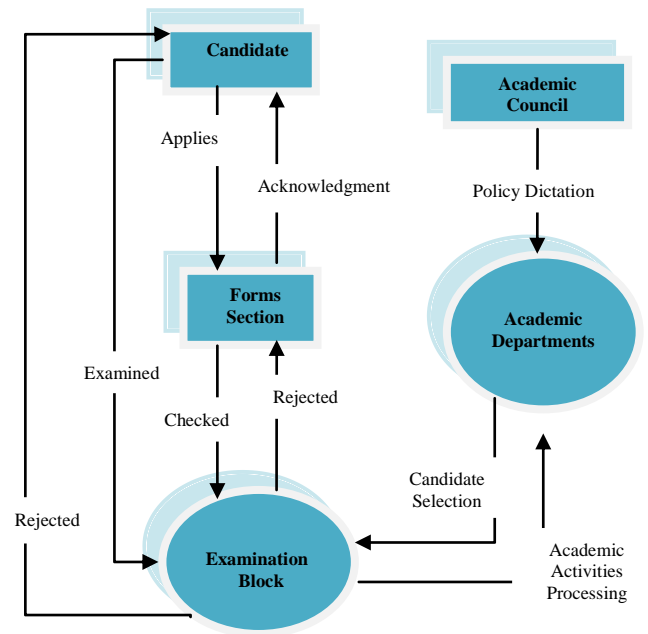 Candidate
Academic
Council
Applies
Acknowledgment
Policy Dictation
Forms
Section
Academic
Departments
Examined
Rejected
Checked
Candidate
Selection
Rejected
Examination
Block
Academic
Activities
Processing